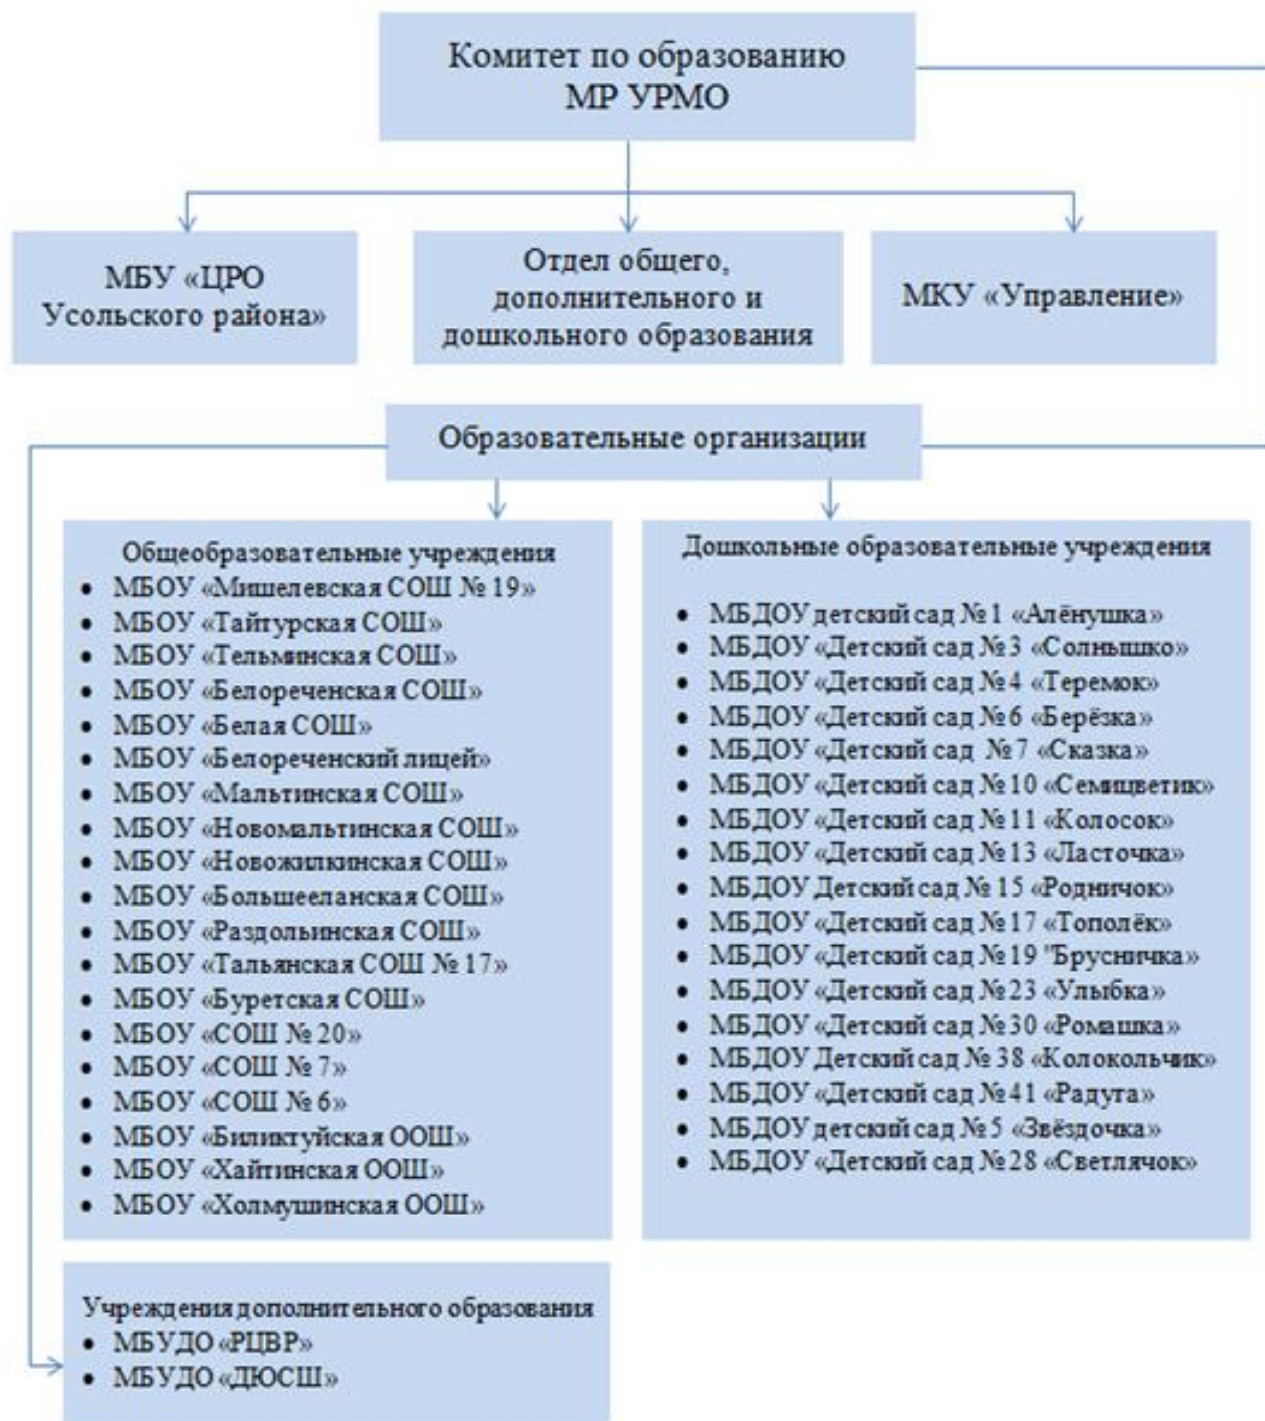 Комитет по образованию
МР УРМО
МБУ «ЦРО
Усольского района»
Отдел общего,
дополнительного и
дошкольного образования
МКУ «Управление»
Образовательные организации
Общеобразовательные учреждения
• МБОУ «Мишелевская СОШ № 19»
• МБОУ «Тайтурская СОШ»
• МБОУ «Тельминская СОШ»
• МБОУ «Белореченская СОШ»
• МБОУ «Белая СОШ»
• МБОУ «Белореченский лицей»
• МБОУ «Мальтинская СОШ»
• МБОУ «Новомальтинская СОШ»
• МБОУ «Новожилкинская СОШ»
• МБОУ «Большееланская СОШ»
• МБОУ «Раздольинская СОШ»
• МБОУ «Тальянская СОШ № 17»
• МБОУ «Буретская СОШ»
• МБОУ «СОШ № 20»
• МБОУ «СОШ № 7»
• МБОУ «СОШ № 6»
• МБОУ «Биликтуйская ООШ»
• МБОУ «Хайтинская ООШ»
• МБОУ «Холмушинская ООШ»
Дошкольные образовательные учреждения
• МБДОУ детский сад № 1 «Алёнушка»
• МБДОУ «Детский сад № 3 «Солнышко»
• МБДОУ «Детский сад № 4 «Теремок»
• МБДОУ «Детский сад № 6 «Берёзка»
• МБДОУ «Детский сад № 7 «Сказка»
• МБДОУ «Детский сад № 10 «Семицветик»
• МБДОУ «Детский сад № 11 «Колосок»
• МБДОУ «Детский сад № 13 «Ласточка»
• МБДОУ Детский сад № 15 «Родничок»
• МБДОУ «Детский сад № 17 «Тополёк»
• МБДОУ «Детский сад № 19 "Брусничка»
• МБДОУ «Детский сад № 23 «Улыбка»
• МБДОУ «Детский сад № 30 «Ромашка»
• МБДОУ Детский сад № 38 «Колокольчик»
• МБДОУ «Детский сад № 41 «Радуга»
• МБДОУ детский сад № 5 «Звёздочка»
• МБДОУ «Детский сад № 28 «Светлячок»
Учреждения дополнительного образования
• МБУДО «РЦВР»
• МБУДО «ДЮСШ»